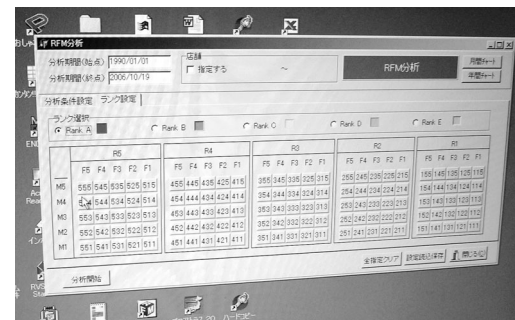 RFM分析
分析期間(始点) 1990/01/01
分析期間(終点) 2006/10/19
店舗
指定する ～
RFM分析
月間チャート
年間チャート
分析条件設定 ランク設定
ランク選択
Rank A Rank B Rank C Rank D Rank E
R5 R4 R3 R2 R1
F5 F4 F3 F2 F1 F5 F4 F3 F2 F1 F5 F4 F3 F2 F1 F5 F4 F3 F2 F1 F5 F4 F3 F2 F1
M5 555 545 535 525 515 455 445 435 425 415 355 345 335 325 315 255 245 235 225 215 155 145 135 125 115
M4 544 534 524 514 454 444 434 424 414 354 344 334 324 314 254 244 234 224 214 154 144 134 124 114
M3 553 543 533 523 513 453 443 433 423 413 353 343 333 323 313 253 243 233 223 213 153 143 133 123 113
M2 552 542 532 522 512 452 442 432 422 412 352 342 332 322 312 252 242 232 222 212 152 142 132 122 112
M1 551 541 531 521 511 451 441 431 421 411 351 341 331 321 311 251 241 231 221 211 151 141 131 121 111
分析開始
全指定クリア 設定読込保存 閉じる(C)